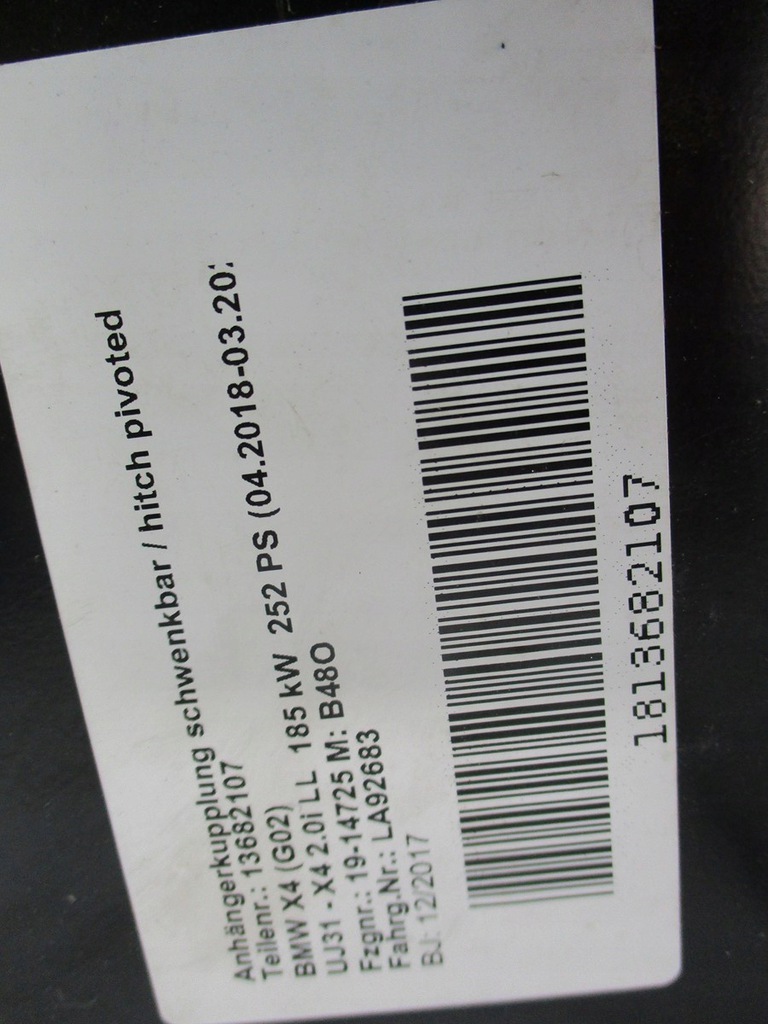 Anhängerkupplung schwenkbar / hitch pivoted
Teilenr.: 13682107
BMW X4 (G02)
UJ31 - X4 2.0i LL 185 kW 252 PS (04.2018-03.20
Fzgnr.: 19-14725 M: B48O
Fahrg.Nr.: LA92683
BJ: 12/2017
1813682107